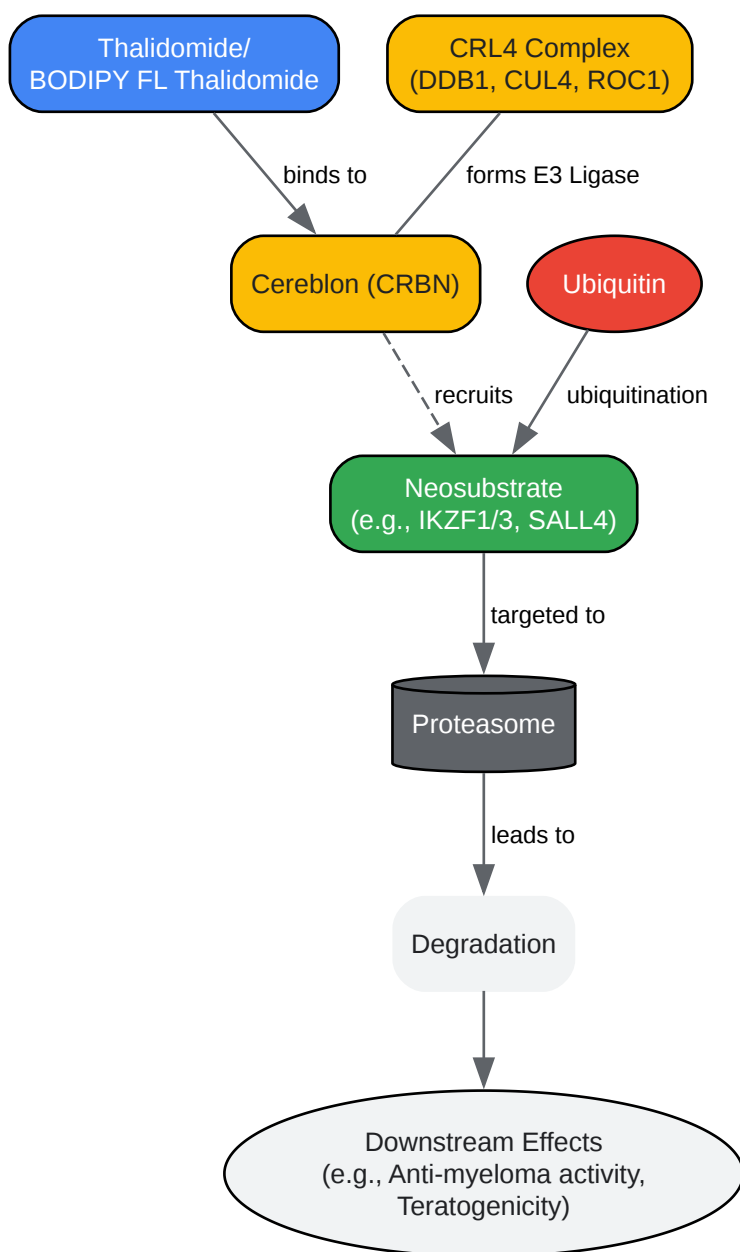 Thalidomide/
BODIPY FL Thalidomide
CRL4 Complex
(DDB1, CUL4, ROC1)
binds to
forms E3 Ligase
Cereblon (CRBN)
Ubiquitin
recruits
ubiquitination
Neosubstrate
(e.g., IKZF1/3, SALL4)
targeted to
Proteasome
leads to
Degradation
Downstream Effects
(e.g., Anti-myeloma activity,
Teratogenicity)